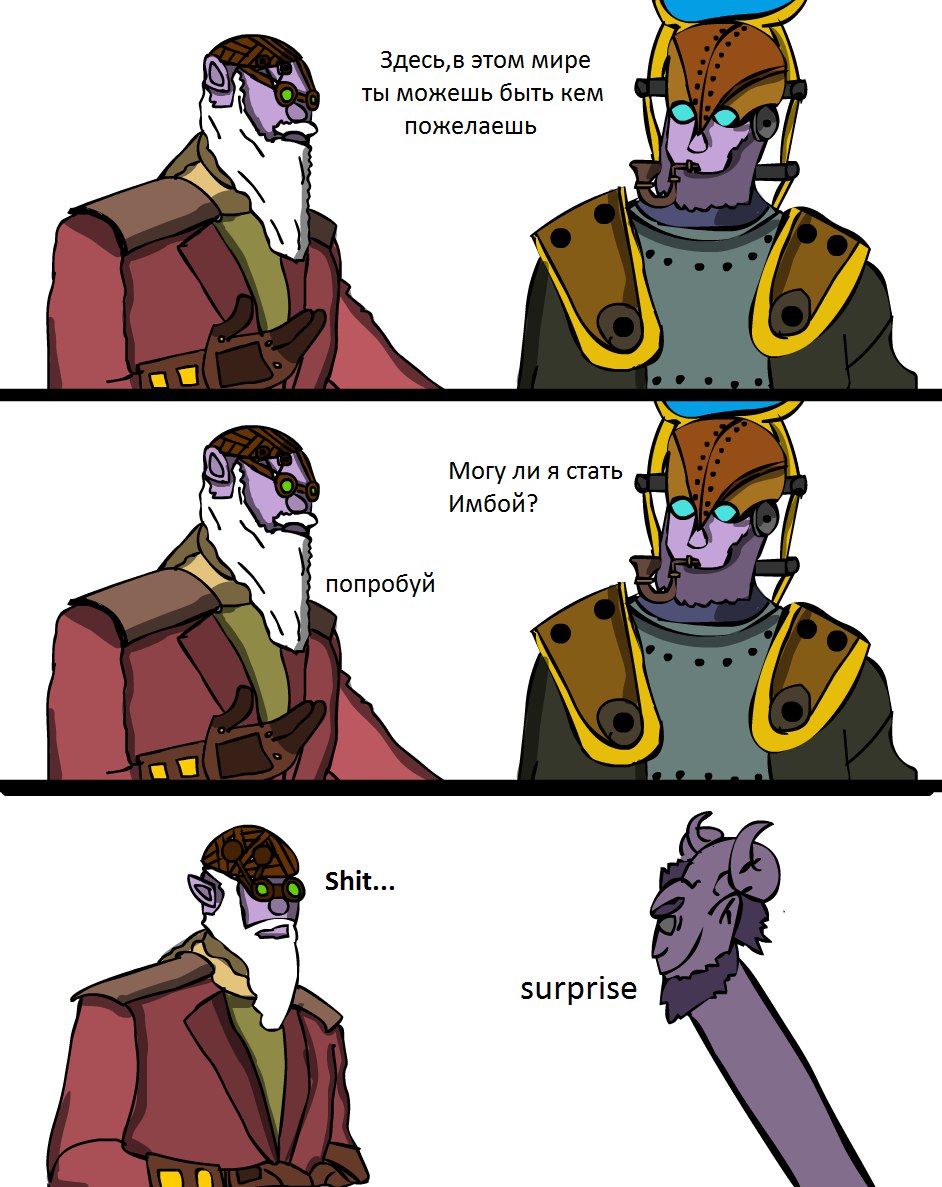 Здесь,в этом мире
ты можешь быть кем
пожелаешь
Могу ли я стать
Имбой?
попробуй
Shit...
surprise